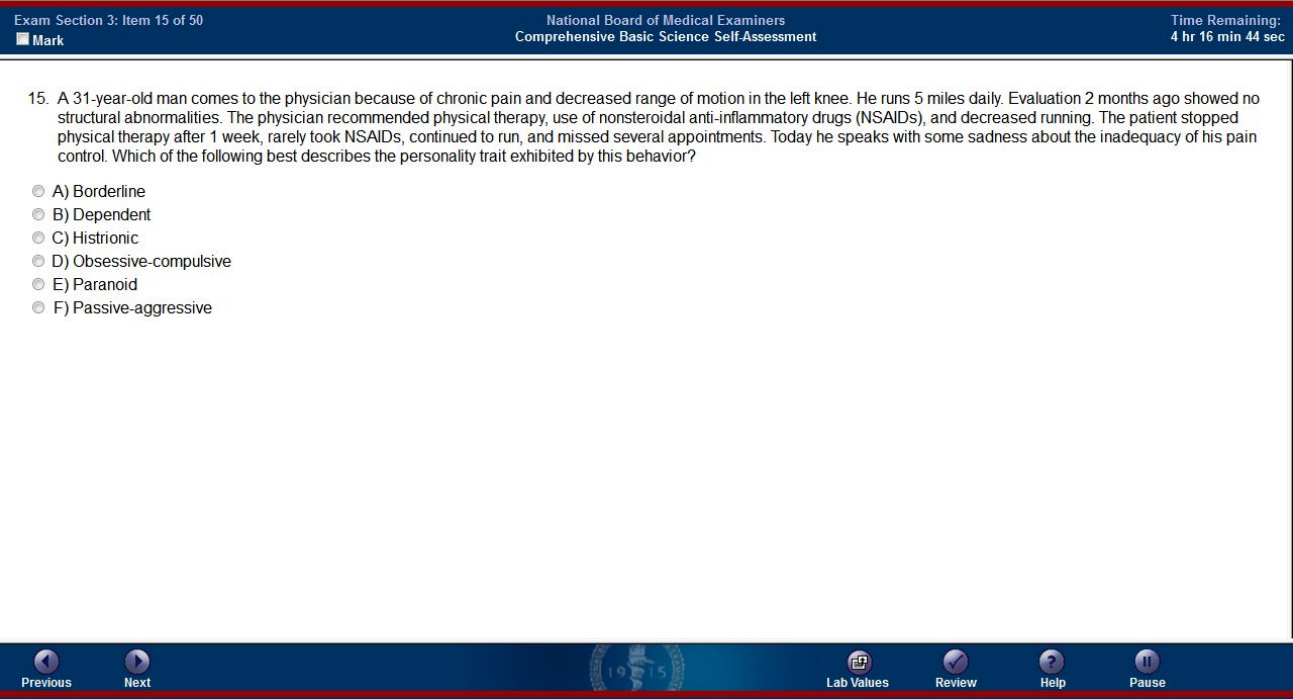 Exam Section 3: Item 15 of 50
National Board of Medical Examiners
Time Remaining:
Mark
Comprehensive Basic Science Self-Assessment
4 hr 16 min 44 sec
15. A 31-year-old man comes to the physician because of chronic pain and decreased range of motion in the left knee. He runs 5 miles daily. Evaluation 2 months ago showed no
structural abnormalities. The physician recommended physical therapy, use of nonsteroidal anti-inflammatory drugs (NSAIDs), and decreased running. The patient stopped
physical therapy after 1 week, rarely took NSAIDs, continued to run, and missed several appointments. Today he speaks with some sadness about the inadequacy of his pain
control. Which of the following best describes the personality trait exhibited by this behavior?
A) Borderline
B) Dependent
C) Histrionic
D) Obsessive-compulsive
E) Paranoid
F) Passive-aggressive
1915
Previous
Next
Lab Values
Review
Help
Pause